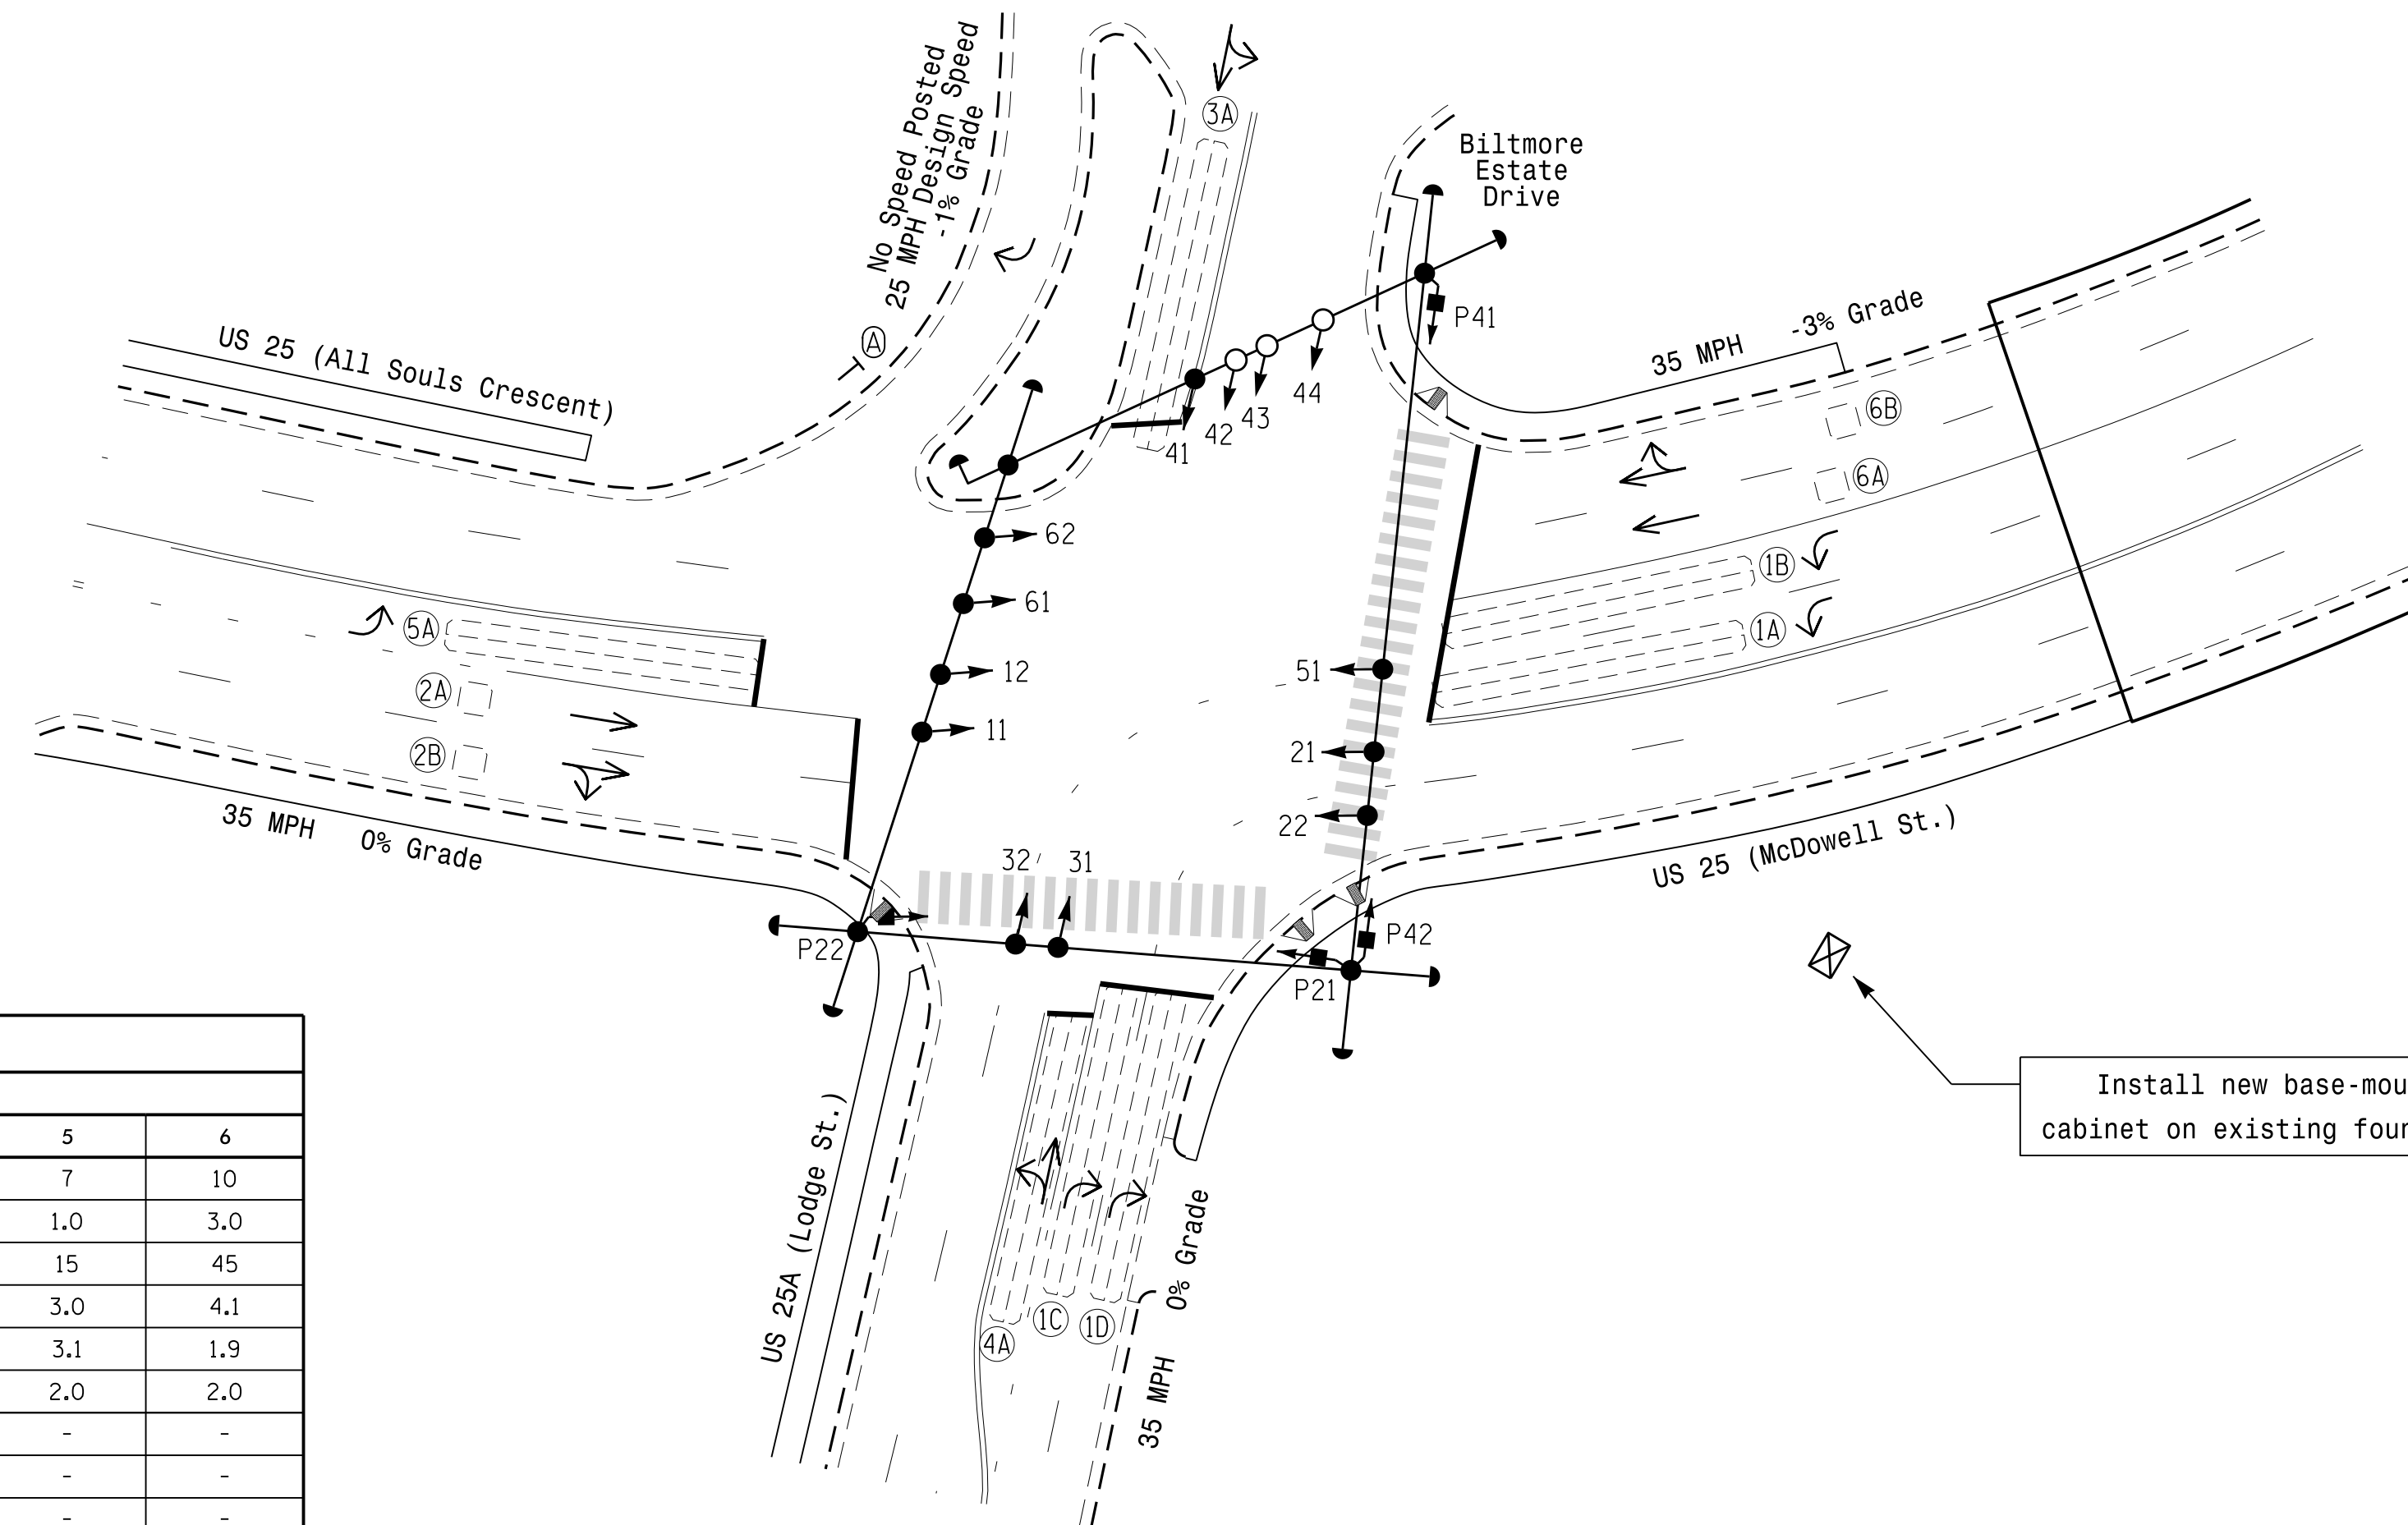 No Speed Posted
25 MPH Design Speed
-1% Grade
3A
Biltmore
Estate
Drive
US 25 (All Souls Crescent)
A
P41
35 MPH -3% Grade
44
43
42
41
6B
6A
62
61
12
11
5A
2A
2B
1B
1A
51
21
22
35 MPH 0% Grade
32
31
US 25 (McDowell St.)
P22
P42
P21
US 25A (Lodge St.)
4A
1C
1D
35 MPH 0% Grade
Install new base-mou
cabinet on existing four
5 6
7 10
1.0 3.0
15 45
3.0 4.1
3.1 1.9
2.0 2.0
- -
- -
- -